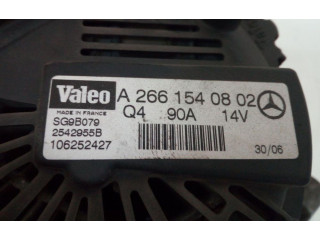 Valeo A 266 154 08 02
MADE IN FRANCE Q4 90A 14V
SG9B079
2542955B
106252427 30/06